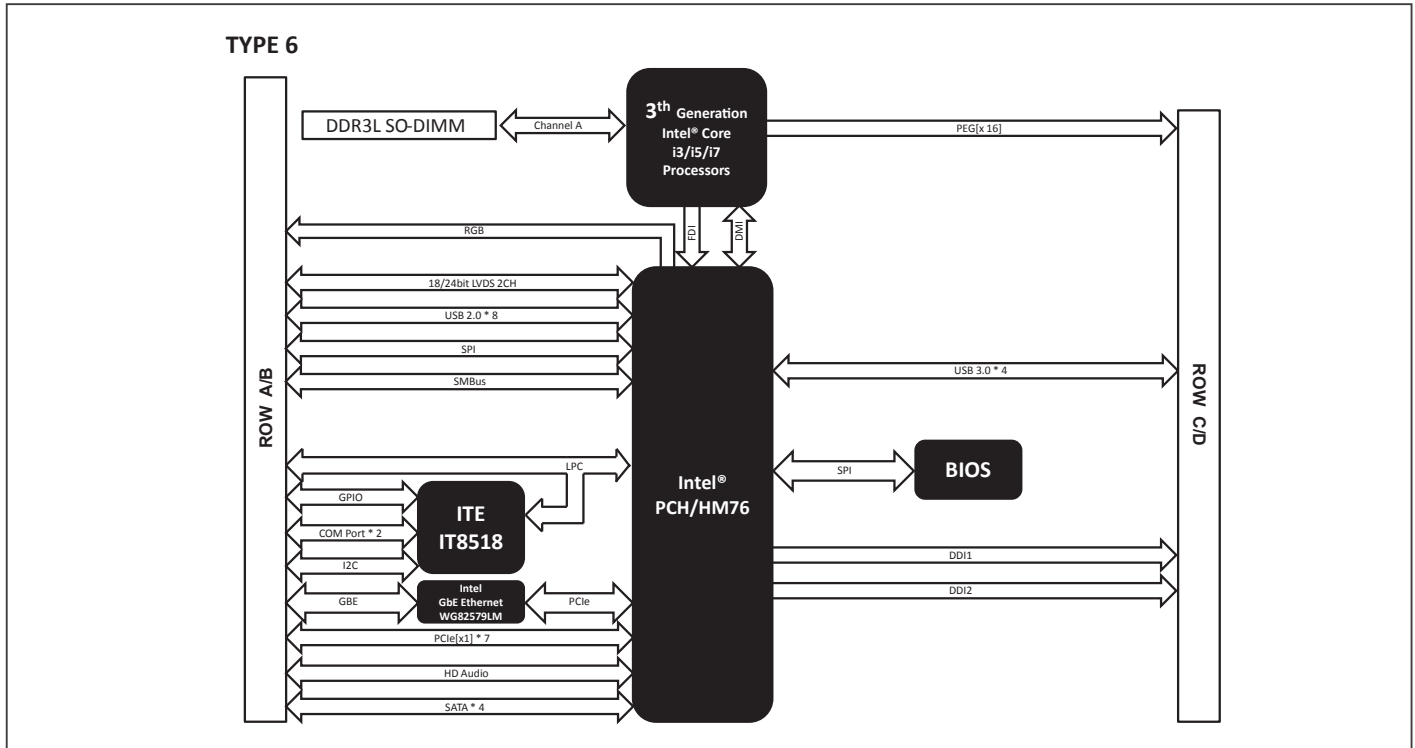 TYPE 6
ROW A/B
DDR3L SO-DIMM
Channel A
3th Generation
Intel® Core
i3/i5/i7
Processors
PEG[x 16]
RGB
FDI
DMI
18/24bit LVDS 2CH
USB 2.0 * 8
SPI
SMBus
USB 3.0 * 4
ROW C/D
LPC
Intel®
PCH/HM76
SPI
BIOS
GPIO
COM Port * 2
I2C
ITE
IT8518
DDI1
DDI2
GBE
Intel
GbE Ethernet
WG82579LM
PCIe
PCIe[x1] * 7
HD Audio
SATA * 4